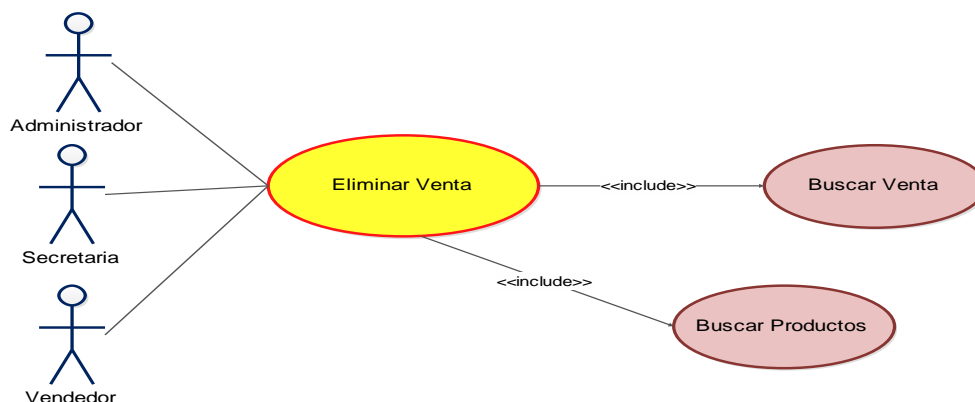 Administrador
Secretaria
Vendedor
Eliminar Venta
<<include>>
Buscar Venta
<<include>>
Buscar Productos